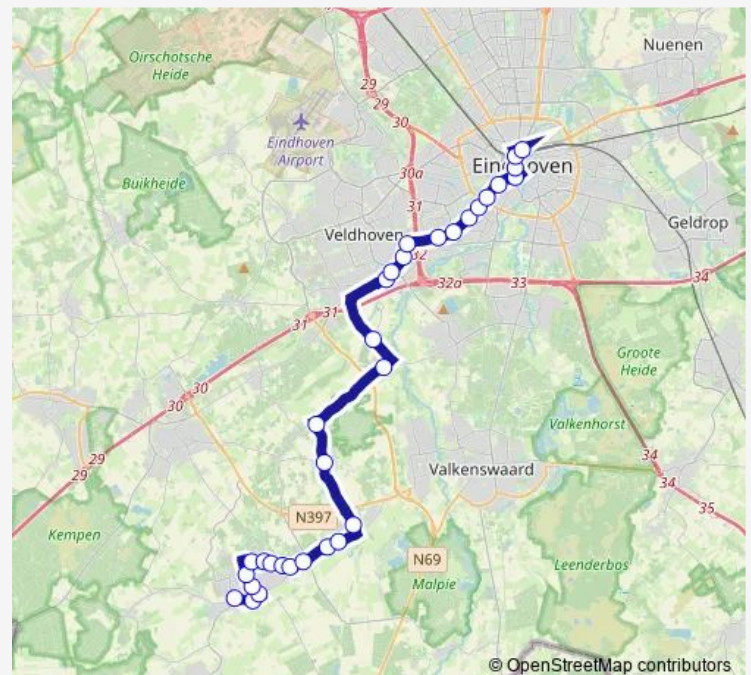 Nuenen
Oirschotsche
Heide
29
29
30
Eindhoven
Airport
Eindhoven
30a
Buikheide
31
Veldhoven
Geldrop
32
32a
33
34
31
31
Groote
Heide
30
30
Valkenhorst
29
29
Valkenswaard
34
34
35
N397
Kempen
N69
Leenderbos
Malpie
© OpenStreetMap contributors